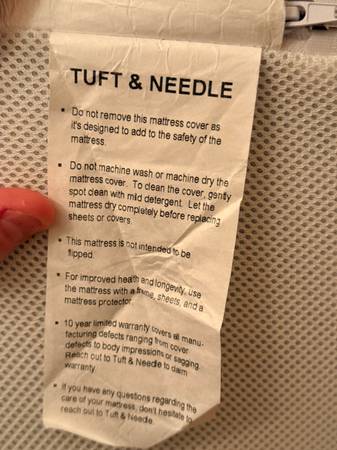 TUFT & NEEDLE
• Do not remove this mattress cover as
it's designed to add to the safety of the
mattress.
• Do not machine wash or machine dry the
mattress cover. To clean the cover, gently
spot clean with mild detergent. Let the
mattress dry completely before replacing
sheets or covers.
• This mattress is not intended to be
flipped.
• For improved health and longevity, use
the mattress with a frame, sheets, and a
mattress protector.
• 10 year limited warranty covers all manu-
facturing defects ranging from cover
defects to body impressions or sagging.
Reach out to Tuft & Needle to claim
warranty.
• If you have any questions regarding the
care of your mattress, don't hesitate to
reach out to Tuft & Needle.